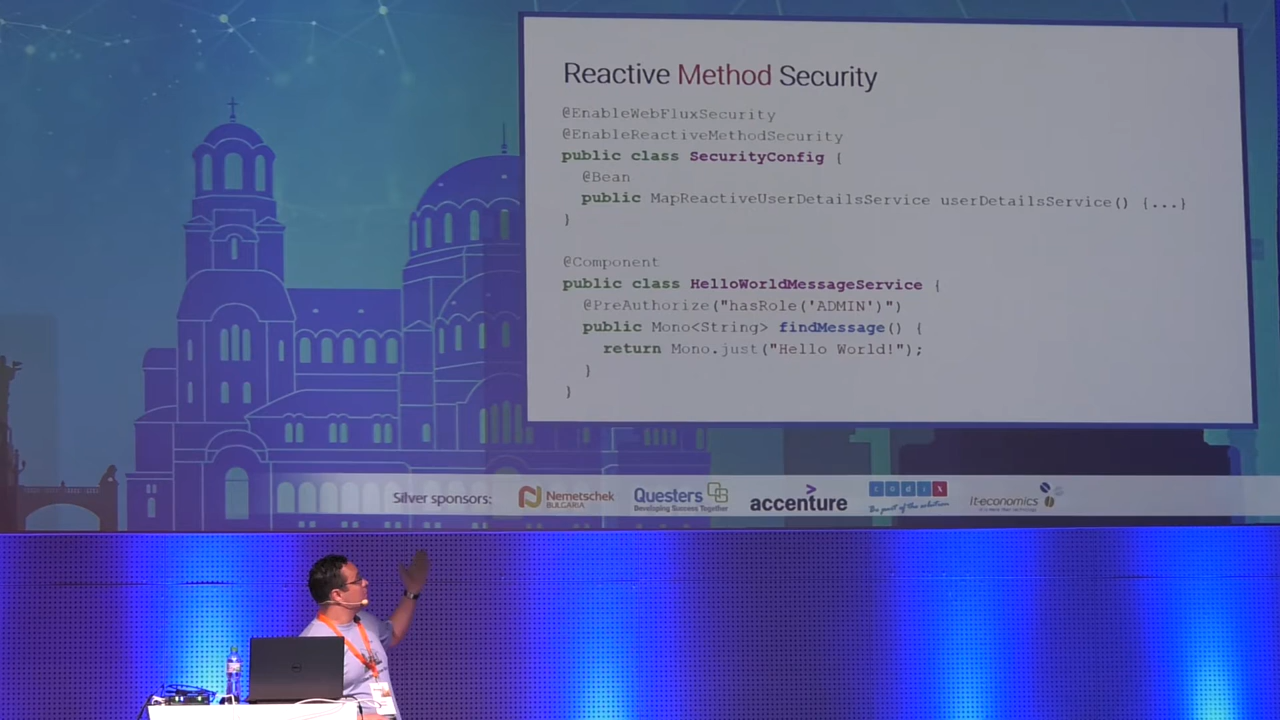 Reactive Method Security
@EnableWebFluxSecurity
@EnableReactiveMethodSecurity
public class SecurityConfig {
@Bean
public MapReactiveUserDetailsService userDetailsService() {...}
}
@Component
public class HelloWorldMessageService {
@PreAuthorize("hasRole('ADMIN')")
public Mono<String> findMessage() {
return Mono.just("Hello World!");
}
}
Silver sponsors:
Nemetschek
BULGARIA
Questers
Developing Success Together
accenture
codix
Be part of the solution
it-economics